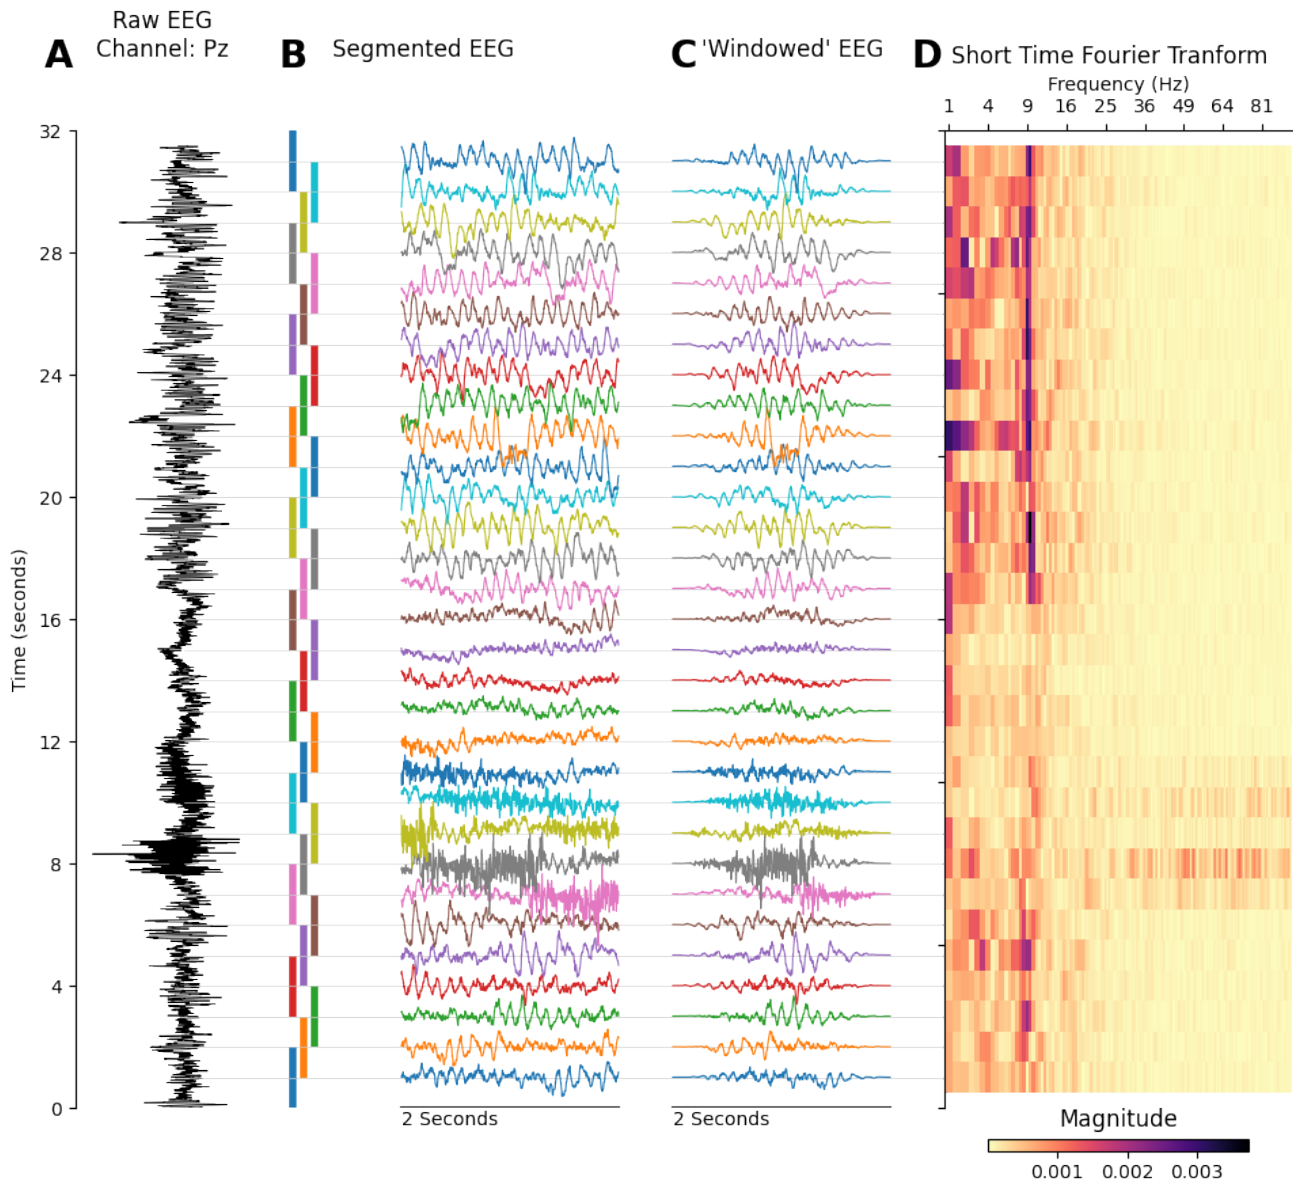 Raw EEG
Channel: Pz
A
B
Segmented EEG
C
'Windowed' EEG
D
Short Time Fourier Tranform
Frequency (Hz)
1 4 9 16 25 36 49 64 81
32
28
24
20
16
12
8
4
0
Time (seconds)
2 Seconds
2 Seconds
Magnitude
0.001 0.002 0.003